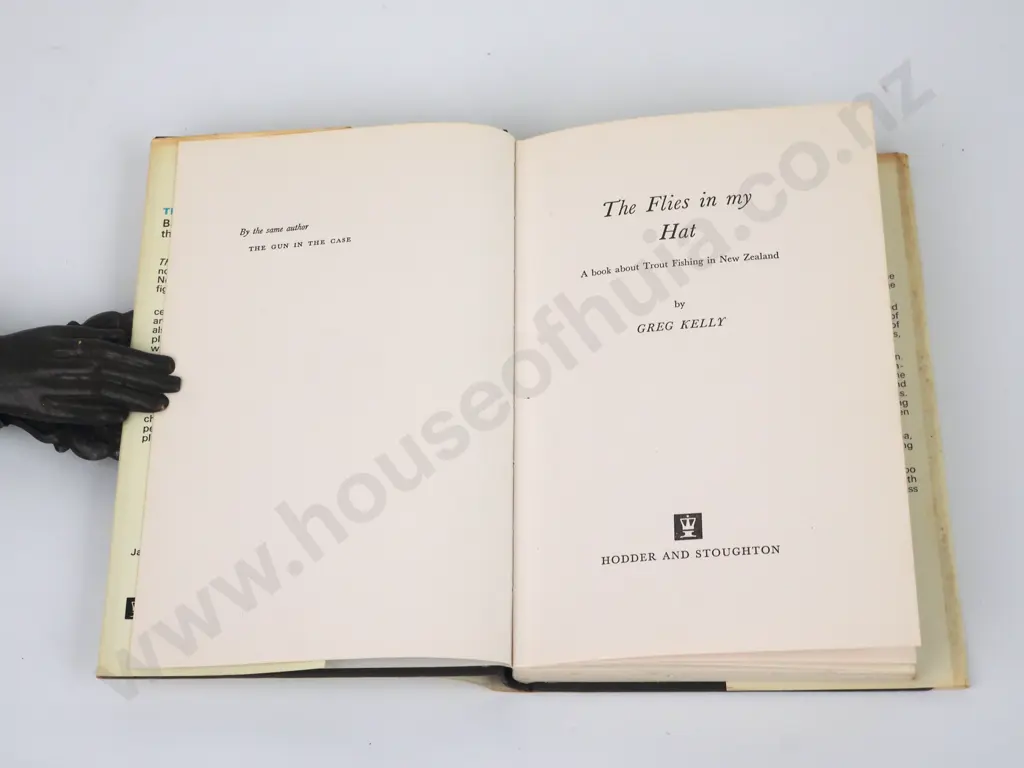 By the same author
THE GUN IN THE CASE
The Flies in my
Hat
A book about Trout Fishing in New Zealand
by
GREG KELLY
HODDER AND STOUGHTON
www.houseofhuia.co.nz